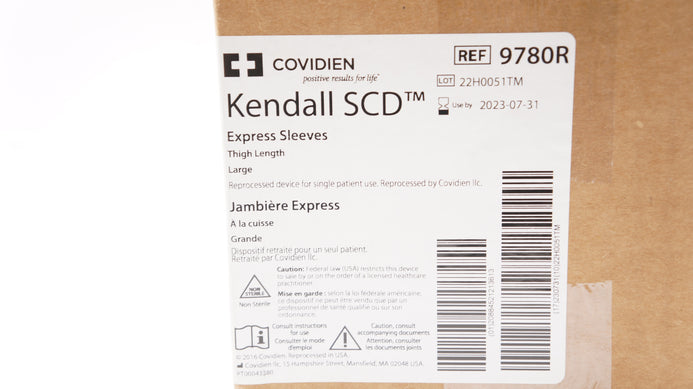 COVIDIEN
positive results for life™
REF 9780R
LOT 22H0051TM
Use by 2023-07-31
Kendall SCD™
Express Sleeves
Thigh Length
Large
Reprocessed device for single patient use. Reprocessed by Covidien llc.
Jambière Express
À la cuisse
Grande
Dispositif retraité pour un seul patient.
Retraité par Covidien llc.
NON STERILE
Non Sterile
Caution: Federal law (USA) restricts this device
to sale by or on the order of a licensed healthcare
practitioner.
Mise en garde : selon la loi fédérale américaine,
ce dispositif ne peut être vendu que par un
professionnel de santé qualifié ou sur son
ordonnance.
Consult instructions
for use
Consulter le mode
d'emploi
Caution, consult
accompanying documents
Attention, consulter
les documents joints
© 2016 Covidien. Reprocessed in USA.
Covidien llc, 15 Hampshire Street, Mansfield, MA 02048 USA.
(17)230731(10)22H0051TM